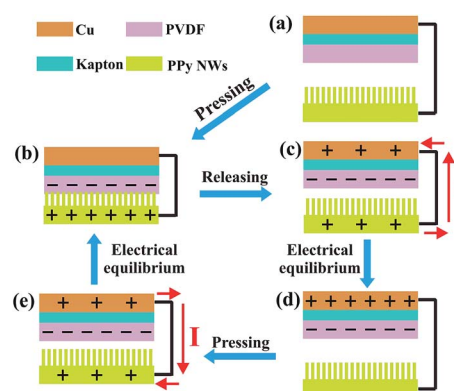 Cu
PVDF
Kapton
PPy NWs
(a)
Pressing
(b)
− − − − − −
+ + + + + +
Releasing
(c)
+ + +
− − − − − −
+ + +
Electrical
equilibrium
Electrical
equilibrium
(e)
+ + +
− − − − − −
+ + +
I
Pressing
(d)
+ + + + + +
− − − − − −